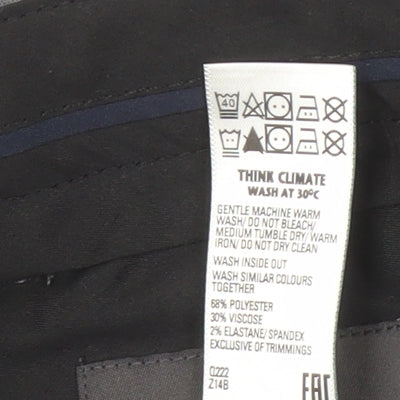 40
THINK CLIMATE
WASH AT 30°C
GENTLE MACHINE WARM
WASH/ DO NOT BLEACH/
MEDIUM TUMBLE DRY/ WARM
IRON/ DO NOT DRY CLEAN
WASH INSIDE OUT
WASH SIMILAR COLOURS
TOGETHER
68% POLYESTER
30% VISCOSE
2% ELASTANE/ SPANDEX
EXCLUSIVE OF TRIMMINGS
Q222
Z14B
EAC